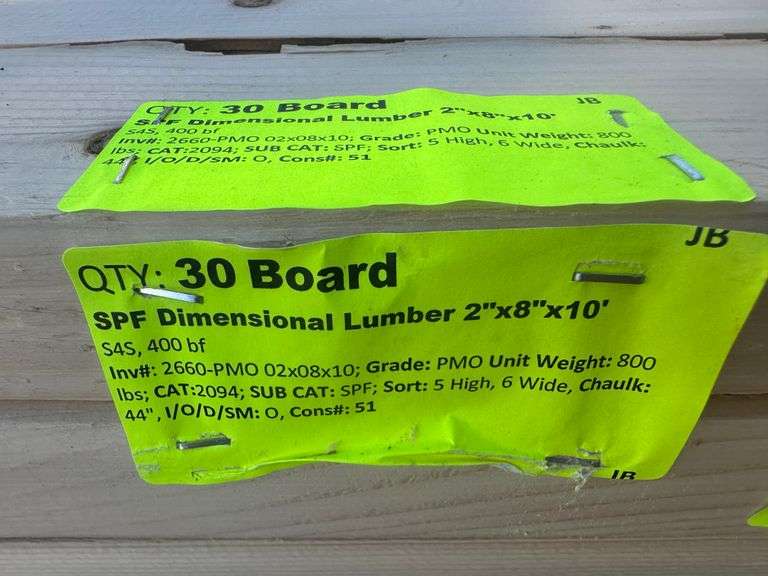 QTY: 30 Board JB
SPF Dimensional Lumber 2"x8"x10'
S4S, 400 bf
Inv#: 2660-PMO 02x08x10; Grade: PMO Unit Weight: 800
lbs; CAT:2094; SUB CAT: SPF; Sort: 5 High, 6 Wide, Chaulk:
44", I/O/D/SM: O, Cons#: 51
QTY: 30 Board JB
SPF Dimensional Lumber 2"x8"x10'
S4S, 400 bf
Inv#: 2660-PMO 02x08x10; Grade: PMO Unit Weight: 800
lbs; CAT:2094; SUB CAT: SPF; Sort: 5 High, 6 Wide, Chaulk:
44", I/O/D/SM: O, Cons#: 51
JB